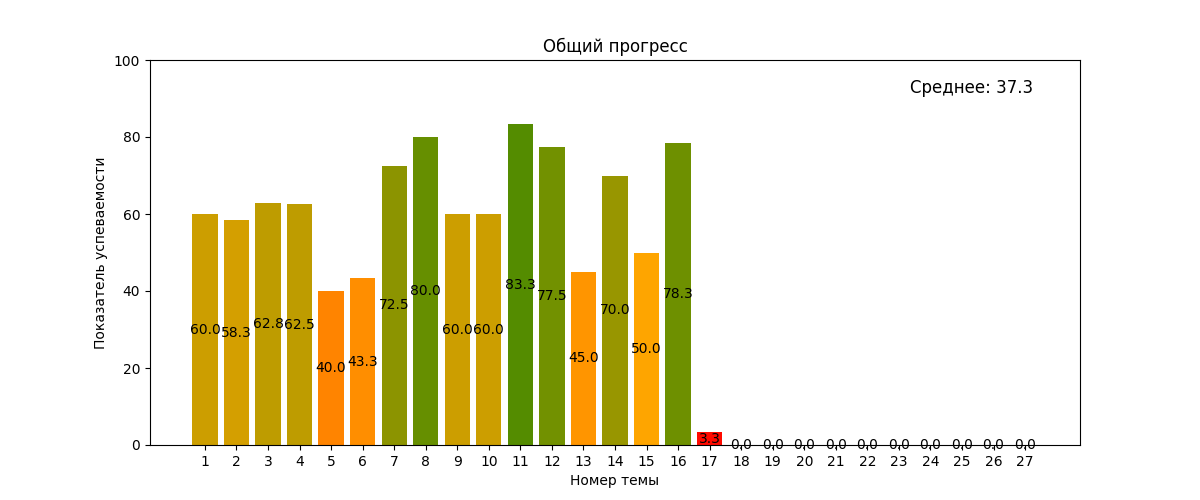 Общий прогресс
Среднее: 37.3
Показатель успеваемости
100
80
60
40
20
0
60.0 58.3 62.8 62.5 40.0 43.3 72.5 80.0 60.0 60.0 83.3 77.5 45.0 70.0 50.0 78.3 3.3 0.0 0.0 0.0 0.0 0.0 0.0 0.0 0.0 0.0 0.0
1 2 3 4 5 6 7 8 9 10 11 12 13 14 15 16 17 18 19 20 21 22 23 24 25 26 27
Номер темы